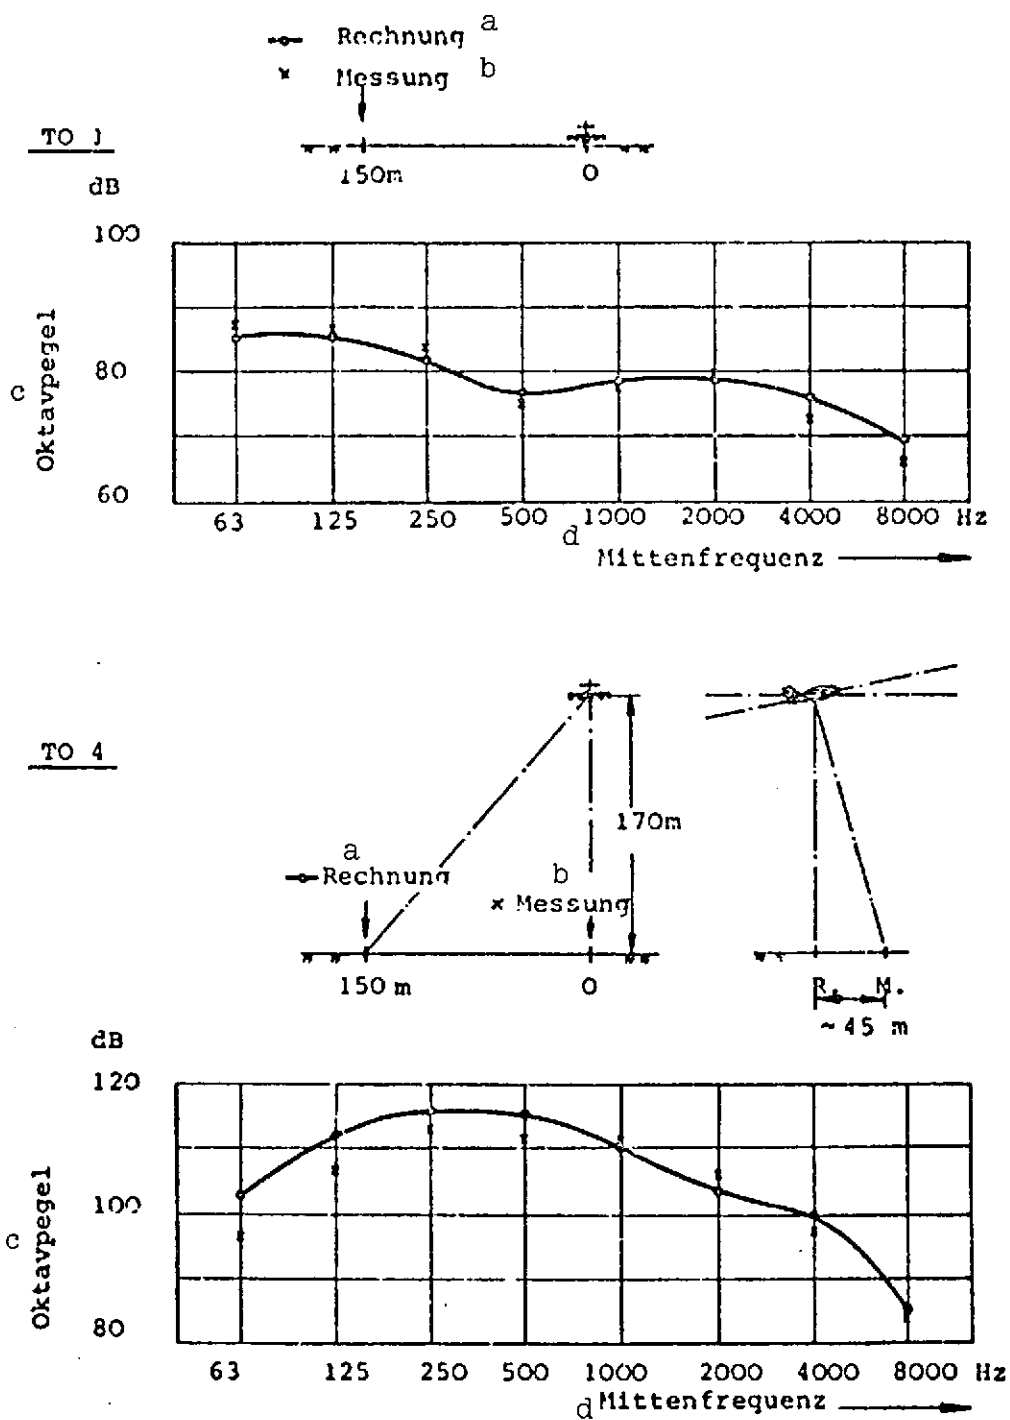 Rechnung a
Messung b
TO 1
150m O
dB
100
80
60
c Oktavpegel
63 125 250 500 1000 2000 4000 8000 Hz
d Mittenfrequenz
TO 4
170m
a
Rechnung
b
Messung
150 m O
R. M.
~45 m
dB
120
100
80
c Oktavpegel
63 125 250 500 1000 2000 4000 8000 Hz
d Mittenfrequenz